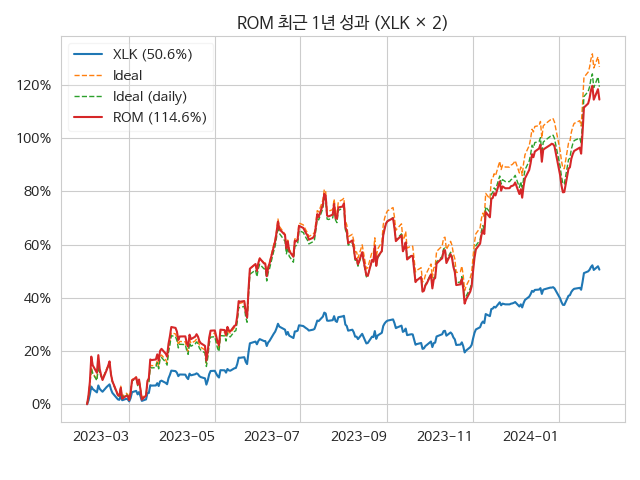 ROM 최근 1년 성과 (XLK × 2)
XLK (50.6%)
Ideal
Ideal (daily)
ROM (114.6%)
120%
100%
80%
60%
40%
20%
0%
2023-03 2023-05 2023-07 2023-09 2023-11 2024-01